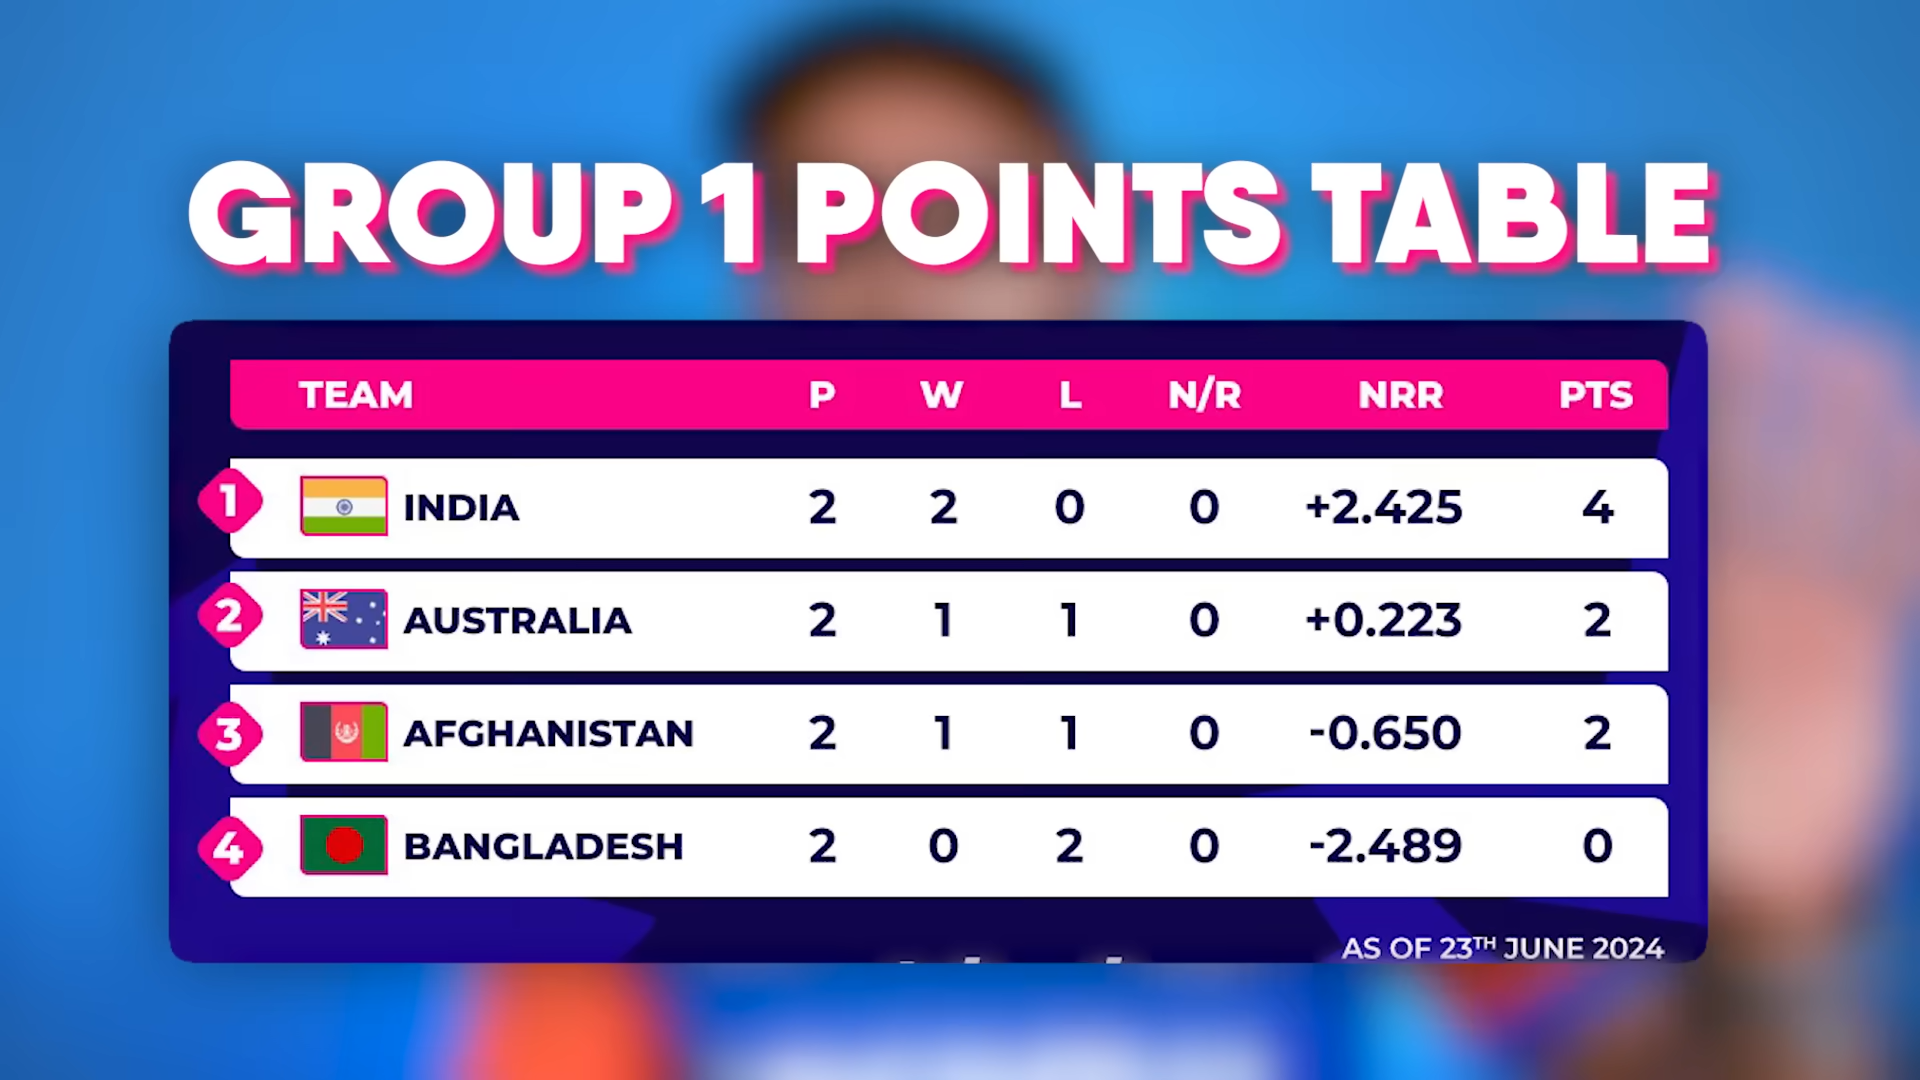 GROUP 1 POINTS TABLE
TEAM P W L N/R NRR PTS
1 INDIA 2 2 0 0 +2.425 4
2 AUSTRALIA 2 1 1 0 +0.223 2
3 AFGHANISTAN 2 1 1 0 -0.650 2
4 BANGLADESH 2 0 2 0 -2.489 0
AS OF 23TH JUNE 2024